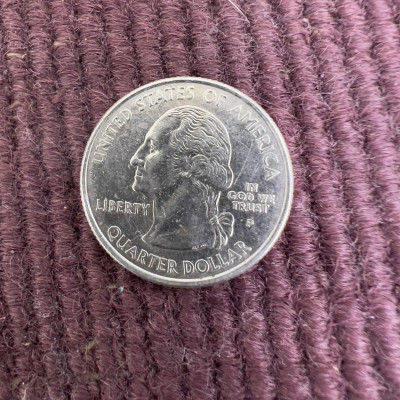 UNITED STATES OF AMERICA
LIBERTY
IN
GOD WE
TRUST
P
QUARTER DOLLAR